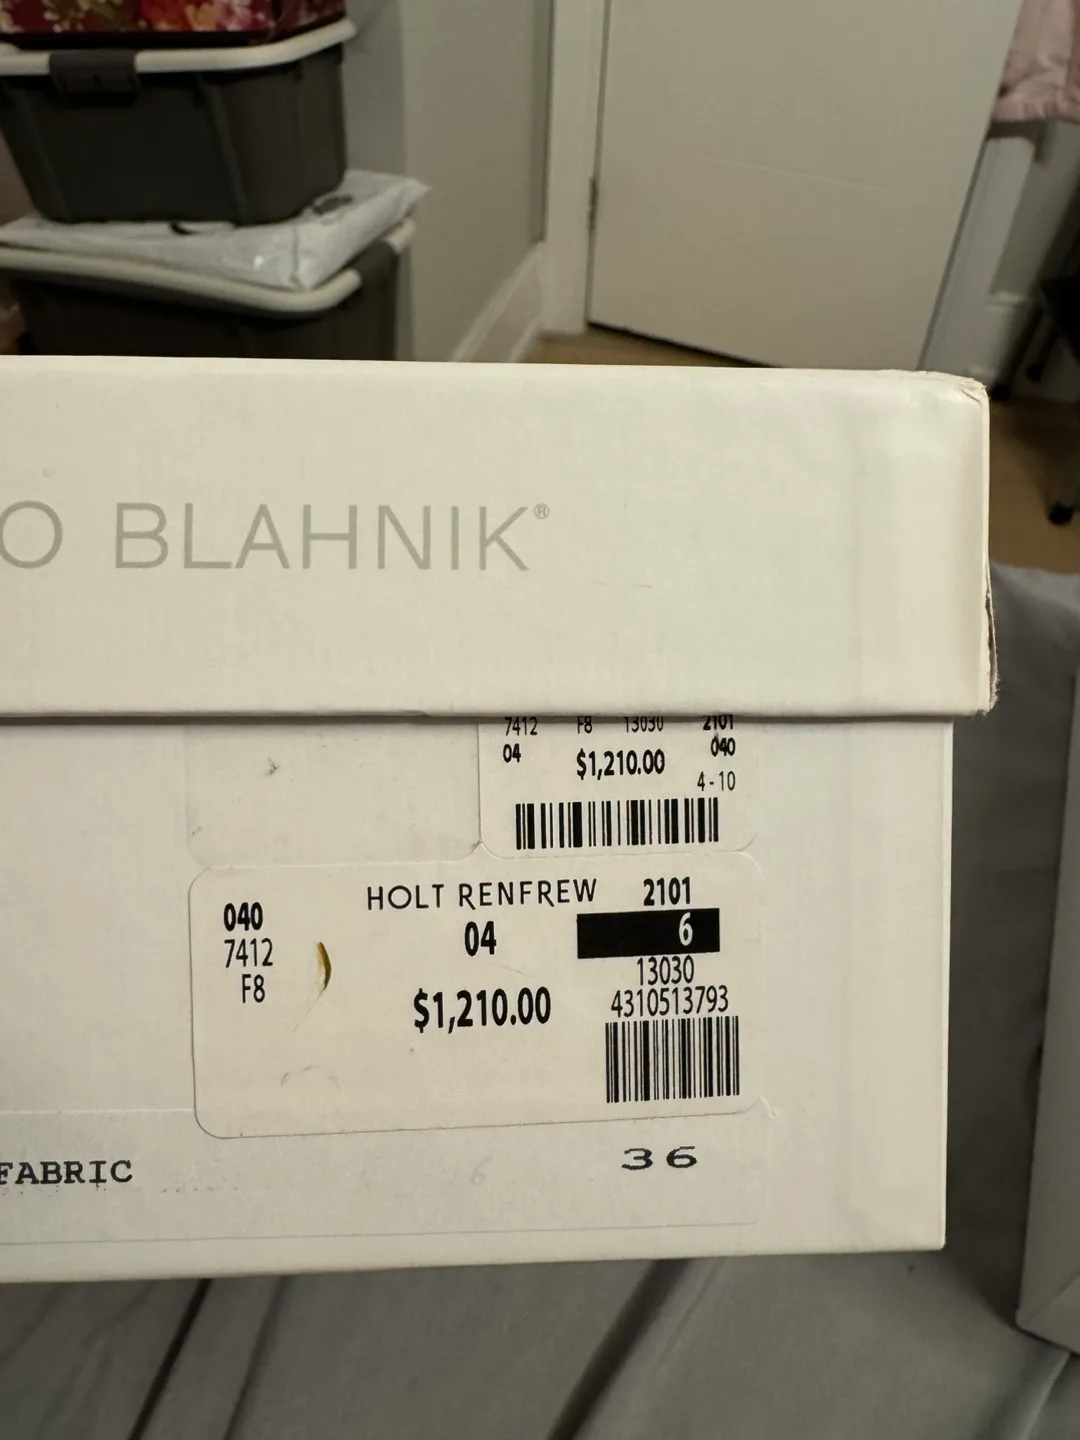 O BLAHNIK®
7412 F8 13030 2101
04 $1,210.00 040
4-10
HOLT RENFREW 2101
040 04 6
7412 13030
F8 $1,210.00 4310513793
FABRIC 36